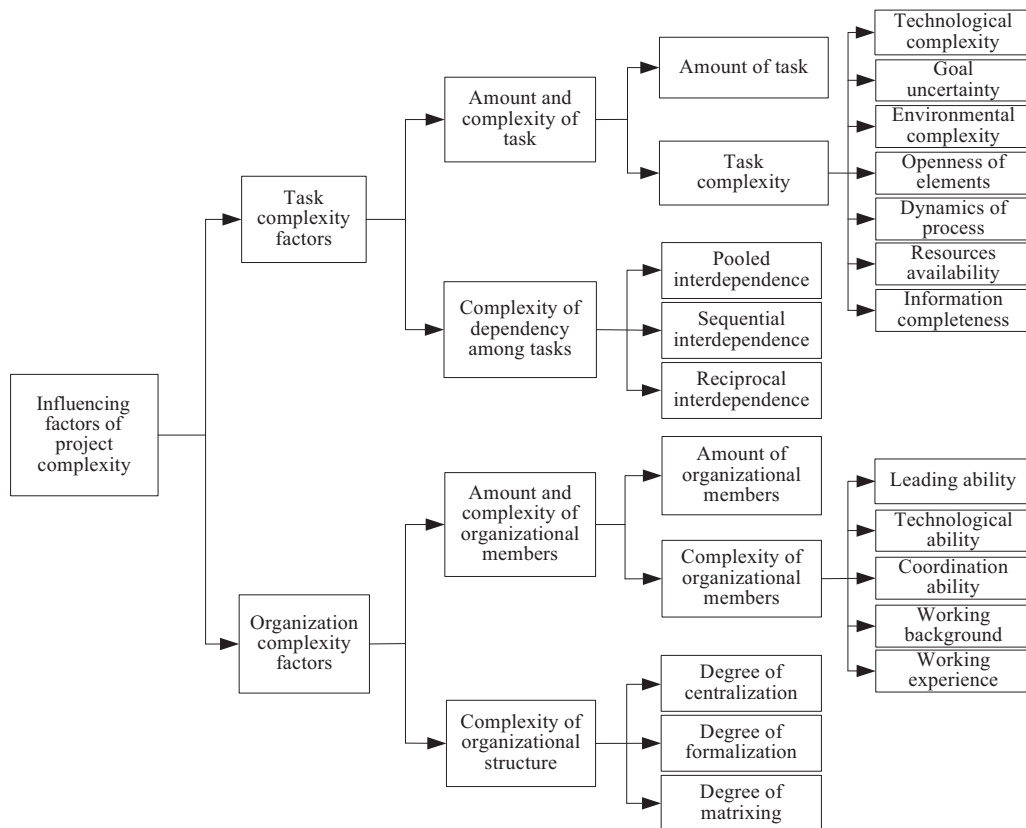 Influencing
factors of
project
complexity
Task
complexity
factors
Organization
complexity
factors
Amount and
complexity of
task
Complexity of
dependency
among tasks
Amount and
complexity of
organizational
members
Complexity of
organizational
structure
Amount of task
Task
complexity
Pooled
interdependence
Sequential
interdependence
Reciprocal
interdependence
Amount of
organizational
members
Complexity of
organizational
members
Degree of
centralization
Degree of
formalization
Degree of
matrixing
Technological
complexity
Goal
uncertainty
Environmental
complexity
Openness of
elements
Dynamics of
process
Resources
availability
Information
completeness
Leading ability
Technological
ability
Coordination
ability
Working
background
Working
experience